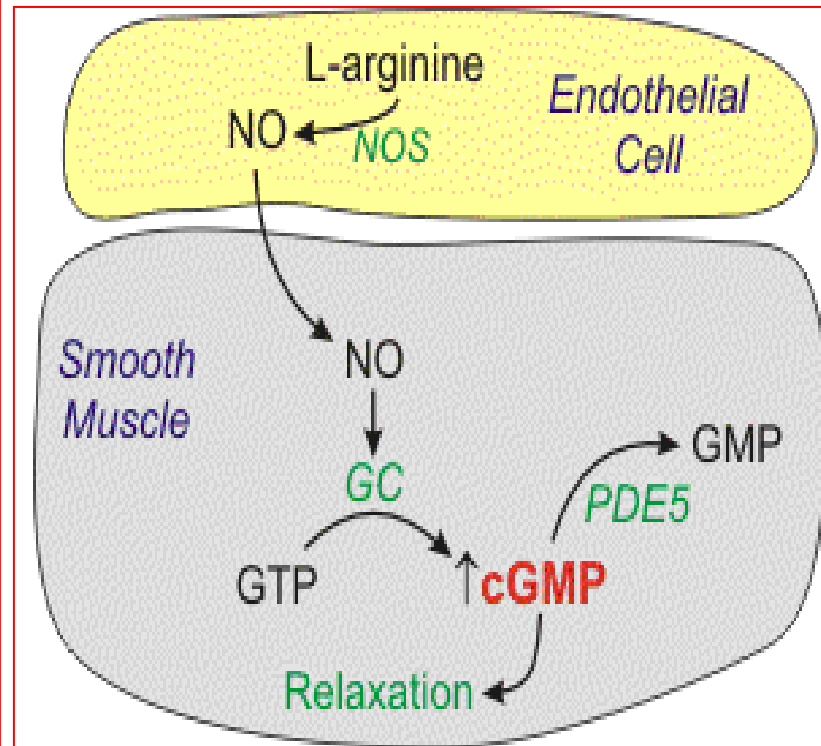 L-arginine
NO
NOS
Endothelial
Cell
Smooth
Muscle
NO
GC
GMP
PDE5
GTP
↑cGMP
Relaxation